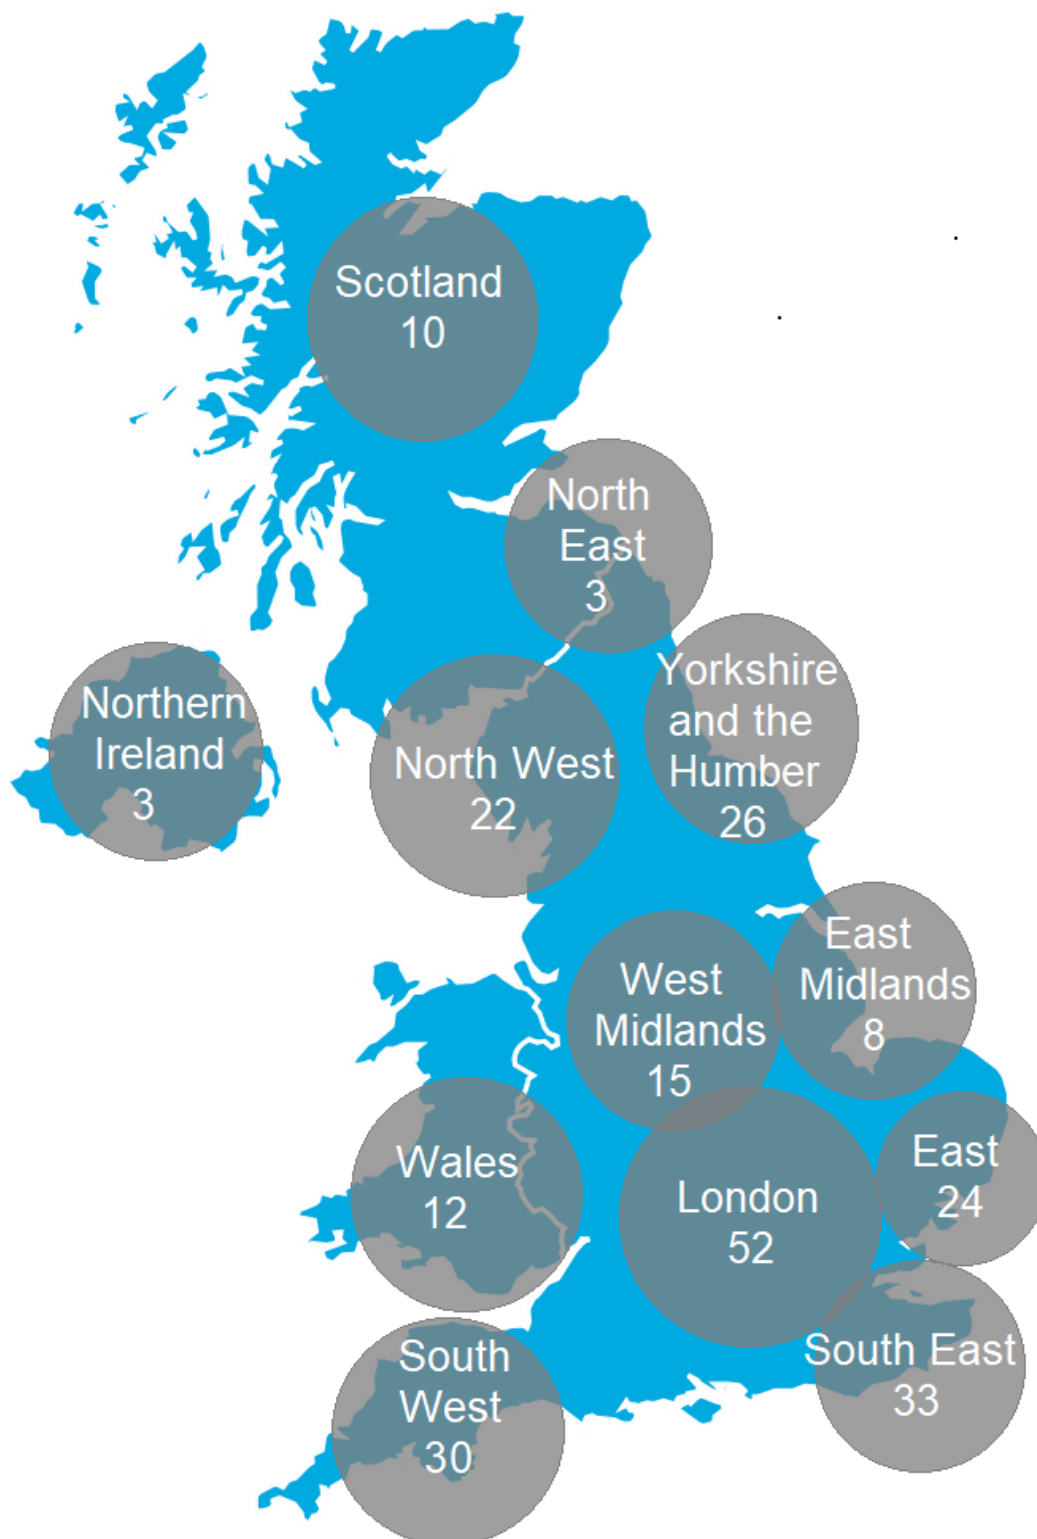 Scotland
10
North
East
3
Yorkshire
and the
Humber
26
Northern
Ireland
3
North West
22
East
Midlands
8
West
Midlands
15
East
24
Wales
12
London
52
South East
33
South
West
30